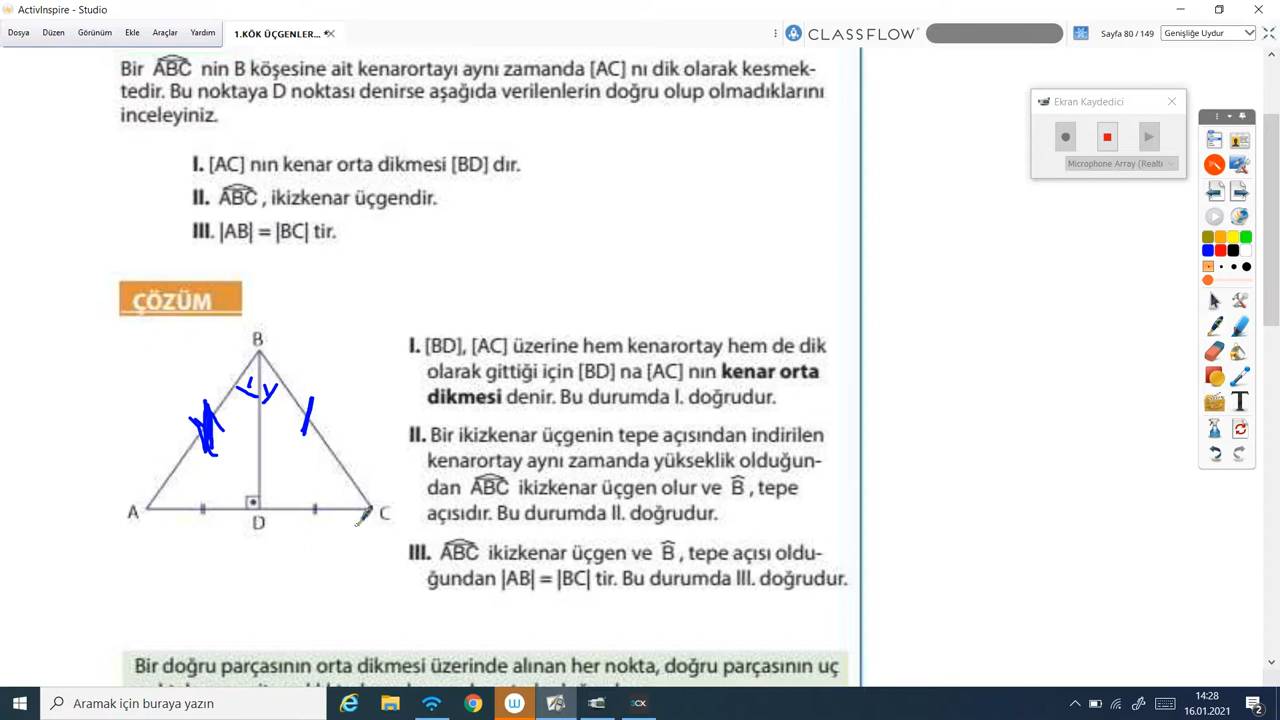 ActivInspire - Studio
Dosya Düzen Görünüm Ekle Araçlar Yardım
1.KÖK ÜÇGENLER...
CLASSFLOW
Sayfa 80 / 149
Genişliğe Uydur
Bir ABC nin B köşesine ait kenarortayı aynı zamanda [AC] nı dik olarak kesmek-
tedir. Bu noktaya D noktası denirse aşağıda verilenlerin doğru olup olmadıklarını
inceleyiniz.
I. [AC] nın kenar orta dikmesi [BD] dır.
II. ABC , ikizkenar üçgendir.
III. |AB| = |BC| tir.
Ekran Kaydedici
Microphone Array (Realt
ÇÖZÜM
B
y
A
D
C
I. [BD], [AC] üzerine hem kenarortay hem de dik
olarak gittiği için [BD] na [AC] nın kenar orta
dikmesi denir. Bu durumda I. doğrudur.
II. Bir ikizkenar üçgenin tepe açısından indirilen
kenarortay aynı zamanda yükseklik olduğun-
dan ABC ikizkenar üçgen olur ve B , tepe
açısıdır. Bu durumda II. doğrudur.
III. ABC ikizkenar üçgen ve B , tepe açısı oldu-
ğundan |AB| = |BC| tir. Bu durumda III. doğrudur.
Bir doğru parçasının orta dikmesi üzerinde alınan her nokta, doğru parçasının uç
Aramak için buraya yazın
3CX
14:28
16.01.2021
2